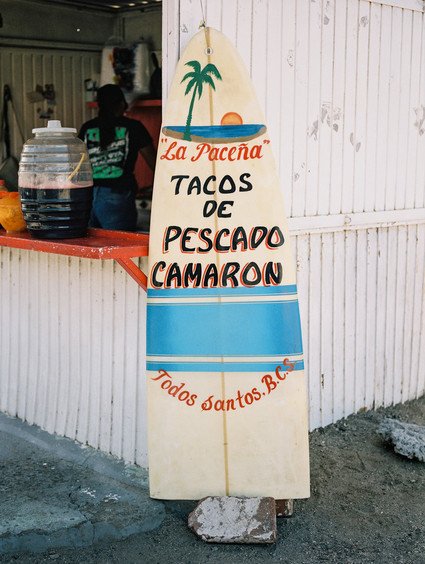 "La Paceña"
TACOS
DE
PESCADO
CAMARON
Todos Santos, B.C.S.